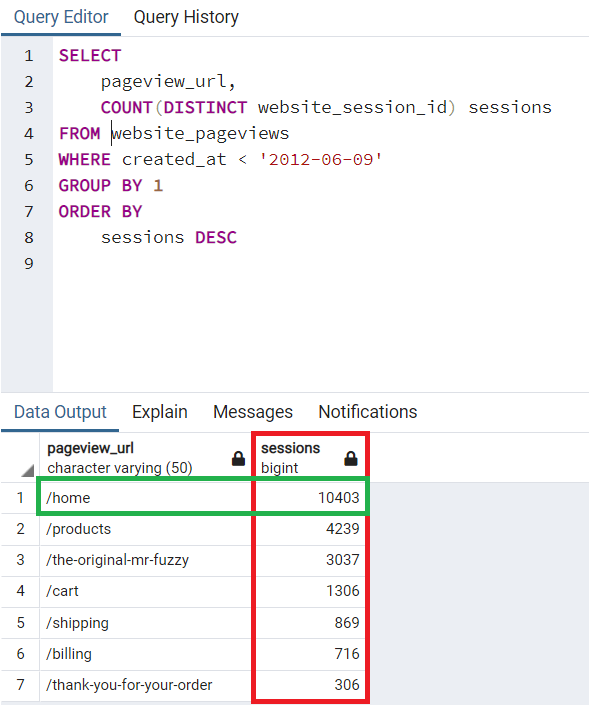 Query Editor Query History
1 SELECT
2 pageview_url,
3 COUNT(DISTINCT website_session_id) sessions
4 FROM website_pageviews
5 WHERE created_at < '2012-06-09'
6 GROUP BY 1
7 ORDER BY
8 sessions DESC
9
Data Output Explain Messages Notifications
pageview_url sessions
character varying (50) bigint
1 /home 10403
2 /products 4239
3 /the-original-mr-fuzzy 3037
4 /cart 1306
5 /shipping 869
6 /billing 716
7 /thank-you-for-your-order 306